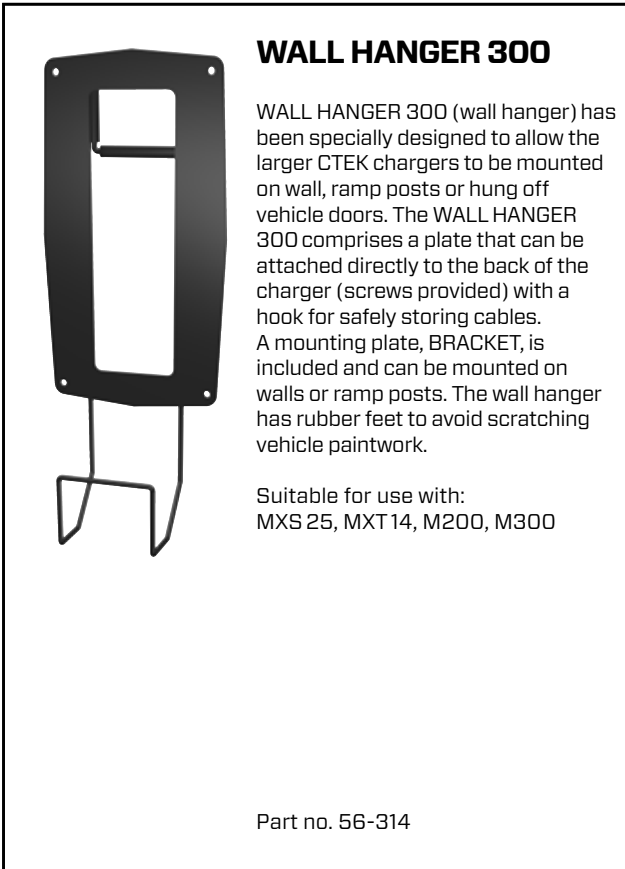 WALL HANGER 300
WALL HANGER 300 (wall hanger) has
been specially designed to allow the
larger CTEK chargers to be mounted
on wall, ramp posts or hung off
vehicle doors. The WALL HANGER
300 comprises a plate that can be
attached directly to the back of the
charger (screws provided) with a
hook for safely storing cables.
A mounting plate, BRACKET, is
included and can be mounted on
walls or ramp posts. The wall hanger
has rubber feet to avoid scratching
vehicle paintwork.
Suitable for use with:
MXS 25, MXT 14, M200, M300
Part no. 56-314